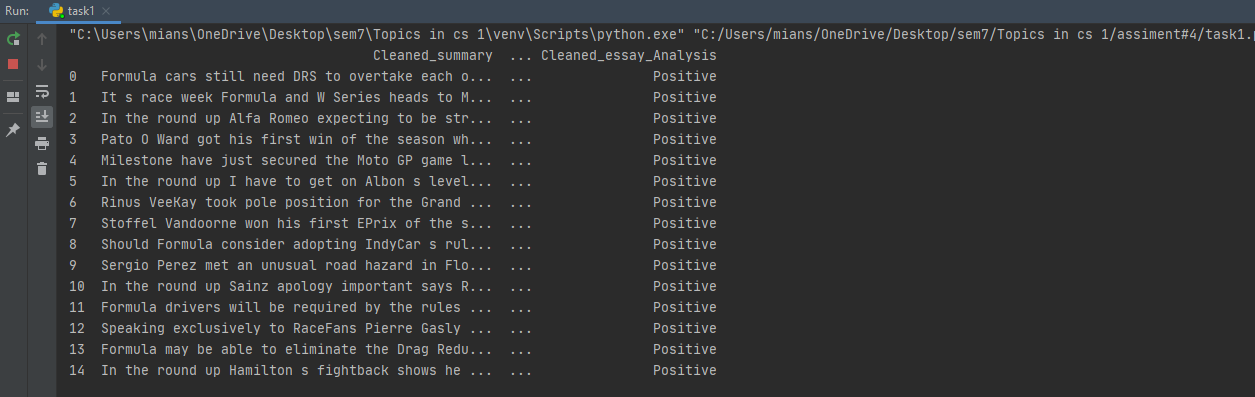 Run: task1
"C:\Users\mians\OneDrive\Desktop\sem7\Topics in cs 1\venv\Scripts\python.exe" "C:/Users/mians/OneDrive/Desktop/sem7/Topics in cs 1/assiment#4/task1.p
Cleaned_summary ... Cleaned_essay_Analysis
0 Formula cars still need DRS to overtake each o... ... Positive
1 It s race week Formula and W Series heads to M... ... Positive
2 In the round up Alfa Romeo expecting to be str... ... Positive
3 Pato O Ward got his first win of the season wh... ... Positive
4 Milestone have just secured the Moto GP game l... ... Positive
5 In the round up I have to get on Albon s level... ... Positive
6 Rinus VeeKay took pole position for the Grand ... ... Positive
7 Stoffel Vandoorne won his first EPrix of the s... ... Positive
8 Should Formula consider adopting IndyCar s rul... ... Positive
9 Sergio Perez met an unusual road hazard in Flo... ... Positive
10 In the round up Sainz apology important says R... ... Positive
11 Formula drivers will be required by the rules ... ... Positive
12 Speaking exclusively to RaceFans Pierre Gasly ... ... Positive
13 Formula may be able to eliminate the Drag Redu... ... Positive
14 In the round up Hamilton s fightback shows he ... ... Positive